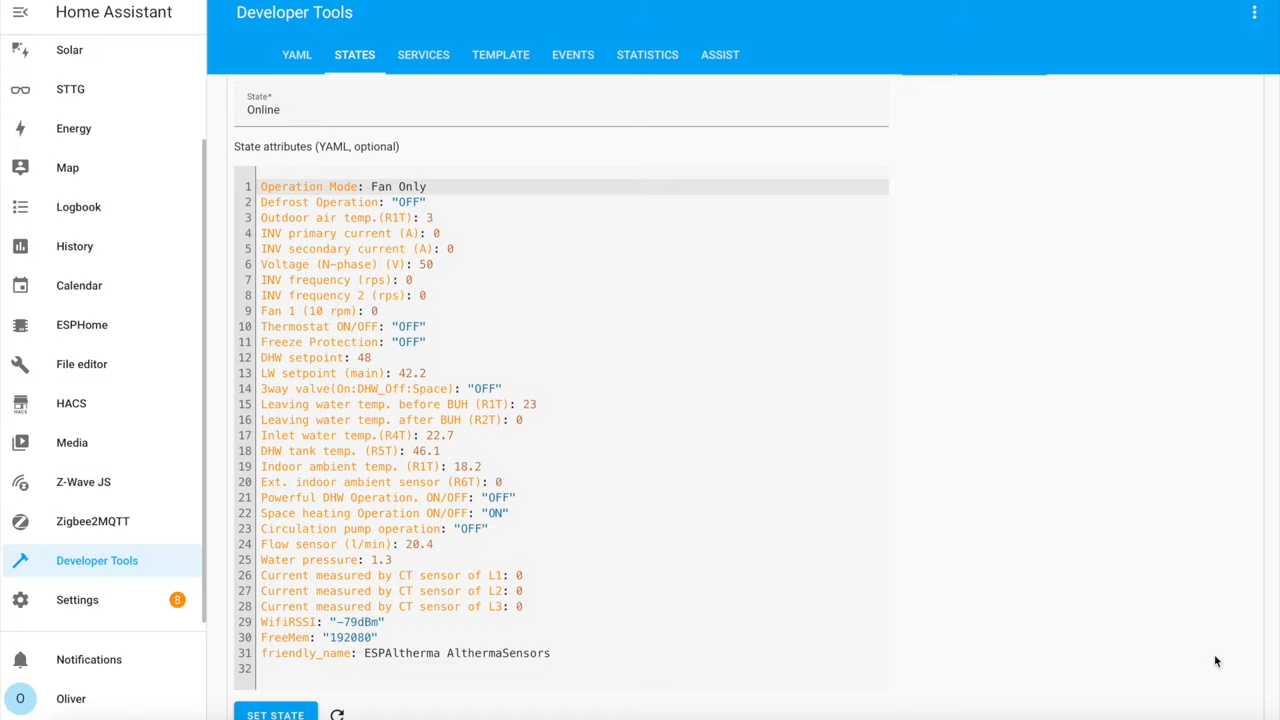 Home Assistant
Developer Tools
YAML STATES SERVICES TEMPLATE EVENTS STATISTICS ASSIST
Solar
STTG
Energy
Map
Logbook
History
Calendar
ESPHome
File editor
HACS
HACS
Media
Z-Wave JS
Zigbee2MQTT
Developer Tools
Settings 8
Notifications
O Oliver
State*
Online
State attributes (YAML, optional)
1 Operation Mode: Fan Only
2 Defrost Operation: "OFF"
3 Outdoor air temp.(R1T): 3
4 INV primary current (A): 0
5 INV secondary current (A): 0
6 Voltage (N-phase) (V): 50
7 INV frequency (rps): 0
8 INV frequency 2 (rps): 0
9 Fan 1 (10 rpm): 0
10 Thermostat ON/OFF: "OFF"
11 Freeze Protection: "OFF"
12 DHW setpoint: 48
13 LW setpoint (main): 42.2
14 3way valve(On:DHW_Off:Space): "OFF"
15 Leaving water temp. before BUH (R1T): 23
16 Leaving water temp. after BUH (R2T): 0
17 Inlet water temp.(R4T): 22.7
18 DHW tank temp. (R5T): 46.1
19 Indoor ambient temp. (R1T): 18.2
20 Ext. indoor ambient sensor (R6T): 0
21 Powerful DHW Operation. ON/OFF: "OFF"
22 Space heating Operation ON/OFF: "ON"
23 Circulation pump operation: "OFF"
24 Flow sensor (l/min): 20.4
25 Water pressure: 1.3
26 Current measured by CT sensor of L1: 0
27 Current measured by CT sensor of L2: 0
28 Current measured by CT sensor of L3: 0
29 WifiRSSI: "-79dBm"
30 FreeMem: "192080"
31 friendly_name: ESPAltherma AlthermaSensors
32
SET STATE